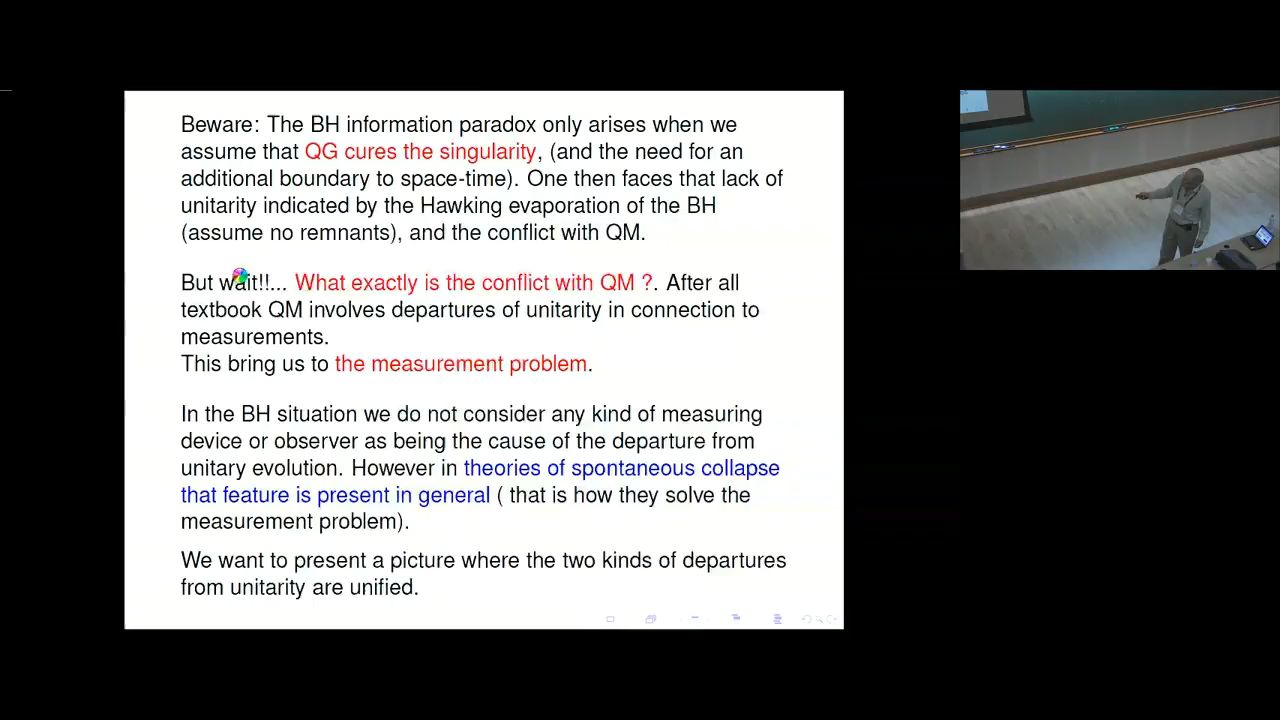 Beware: The BH information paradox only arises when we
assume that QG cures the singularity, (and the need for an
additional boundary to space-time). One then faces that lack of
unitarity indicated by the Hawking evaporation of the BH
(assume no remnants), and the conflict with QM.
But wait!!... What exactly is the conflict with QM ?. After all
textbook QM involves departures of unitarity in connection to
measurements.
This bring us to the measurement problem.
In the BH situation we do not consider any kind of measuring
device or observer as being the cause of the departure from
unitary evolution. However in theories of spontaneous collapse
that feature is present in general ( that is how they solve the
measurement problem).
We want to present a picture where the two kinds of departures
from unitarity are unified.